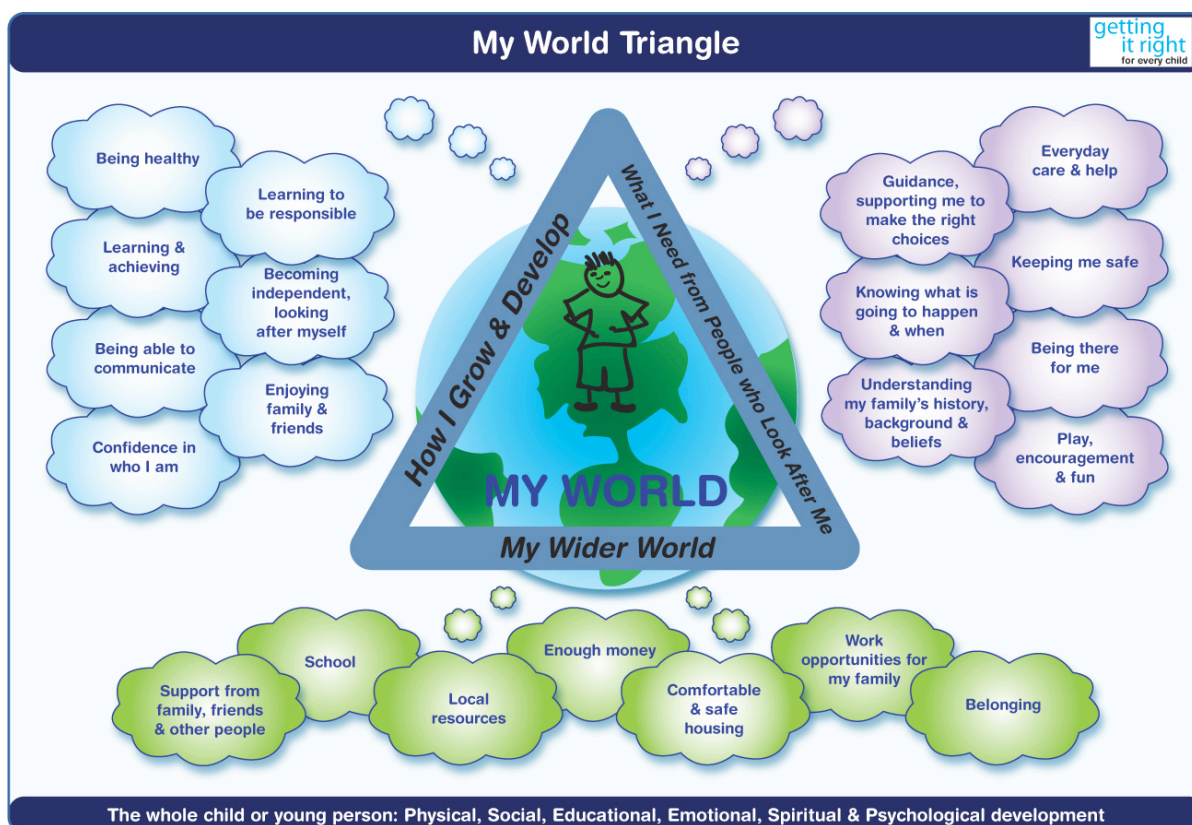 My World Triangle
getting
it right
for every child
Being healthy
Learning to
be responsible
Learning &
achieving
Becoming
independent,
looking
after myself
Being able to
communicate
Enjoying
family &
friends
Confidence in
who I am
How I Grow & Develop
What I Need from People who Look After Me
MY WORLD
My Wider World
Everyday
care & help
Guidance,
supporting me to
make the right
choices
Keeping me safe
Knowing what is
going to happen
& when
Being there
for me
Understanding
my family's history,
background &
beliefs
Play,
encouragement
& fun
Support from
family, friends
& other people
School
Local
resources
Enough money
Comfortable
& safe
housing
Work
opportunities for
my family
Belonging
The whole child or young person: Physical, Social, Educational, Emotional, Spiritual & Psychological development